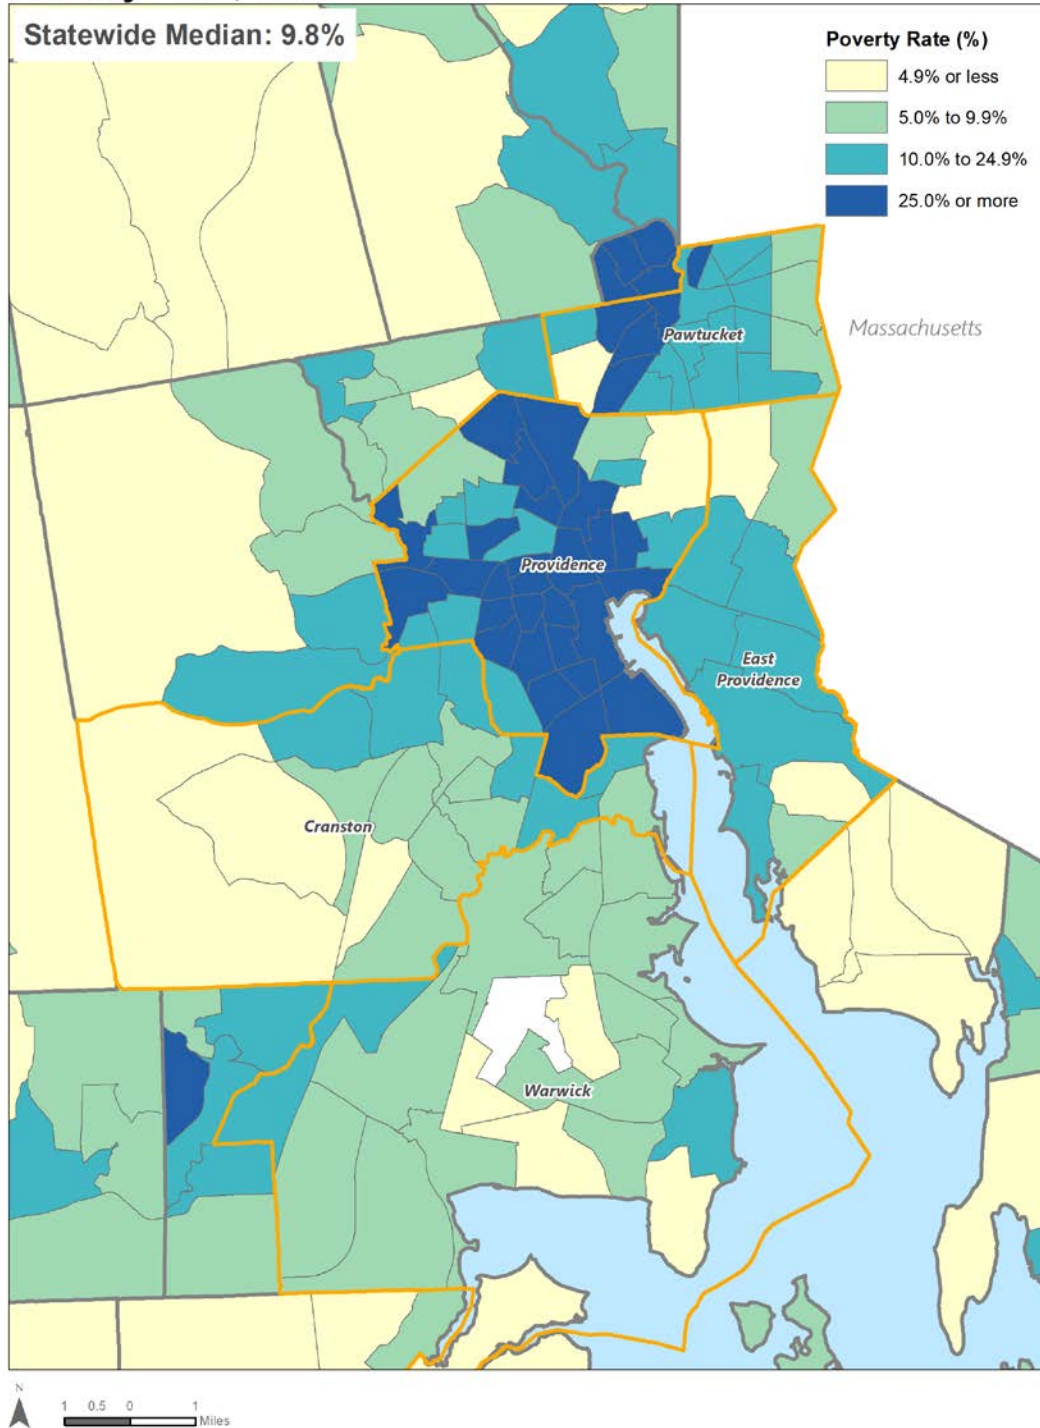 Statewide Median: 9.8%
Poverty Rate (%)
4.9% or less
5.0% to 9.9%
10.0% to 24.9%
25.0% or more
Massachusetts
Pawtucket
Providence
East
Providence
Cranston
Warwick
N
1 0.5 0 1
Miles